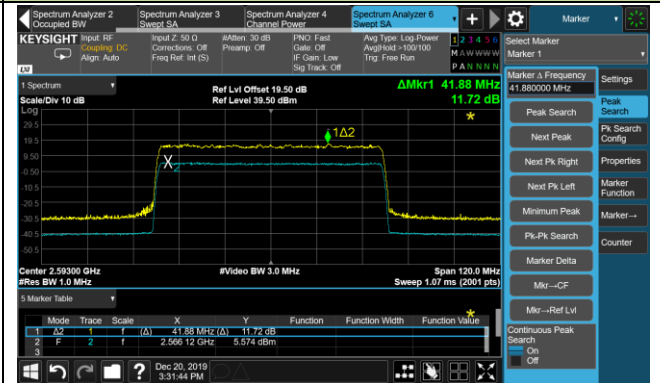 Spectrum Analyzer 2
Occupied BW
Spectrum Analyzer 3
Swept SA
Spectrum Analyzer 4
Channel Power
Spectrum Analyzer 6
Swept SA
Marker
KEYSIGHT
Input: RF
Coupling: DC
Align: Auto
Input Z: 50 Ω
Corrections: Off
Freq Ref: Int (S)
#Atten: 30 dB
Preamp: Off
PNO: Fast
Gate: Off
IF Gain: Low
Sig Track: Off
Avg Type: Log-Power
Avg|Hold:>100/100
Trig: Free Run
1 2 3 4 5 6
M A W W W W
P A N N N N
Select Marker
Marker 1
LXI
1 Spectrum
Scale/Div 10 dB
Ref Lvl Offset 19.50 dB
Ref Level 39.50 dBm
ΔMkr1 41.88 MHz
11.72 dB
Log
29.5
19.5
9.50
-0.50
-10.5
-20.5
-30.5
-40.5
-50.5
1Δ2
X2
Center 2.59300 GHz
#Res BW 1.0 MHz
#Video BW 3.0 MHz
Span 120.0 MHz
Sweep 1.07 ms (2001 pts)
5 Marker Table
Mode Trace Scale X Y Function Function Width Function Value
1 Δ2 1 f (Δ) 41.88 MHz (Δ) 11.72 dB
2 F 2 f 2.566 12 GHz 5.574 dBm
3
Dec 20, 2019
3:31:44 PM
Marker Δ Frequency
41.880000 MHz
Peak Search
Next Peak
Next Pk Right
Next Pk Left
Minimum Peak
Pk-Pk Search
Marker Delta
Mkr→CF
Mkr→Ref Lvl
Continuous Peak Search
On
Off
Settings
Peak Search
Pk Search Config
Properties
Marker Function
Marker→
Counter